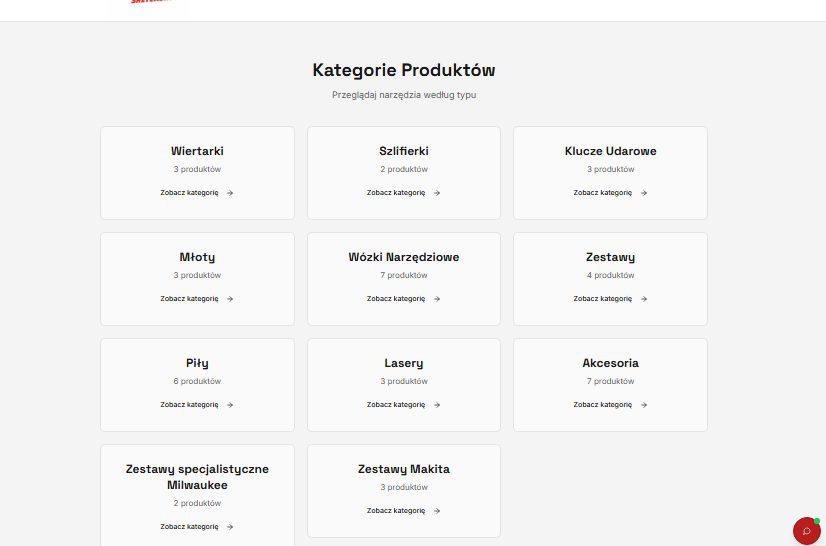 Kategorie Produktów
Przeglądaj narzędzia według typu
Wiertarki
3 produktów
Zobacz kategorię →
Szlifierki
2 produktów
Zobacz kategorię →
Klucze Udarowe
3 produktów
Zobacz kategorię →
Młoty
3 produktów
Zobacz kategorię →
Wózki Narzędziowe
7 produktów
Zobacz kategorię →
Zestawy
4 produktów
Zobacz kategorię →
Piły
6 produktów
Zobacz kategorię →
Lasery
3 produktów
Zobacz kategorię →
Akcesoria
7 produktów
Zobacz kategorię →
Zestawy specjalistyczne
Milwaukee
2 produktów
Zobacz kategorię →
Zestawy Makita
3 produktów
Zobacz kategorię →